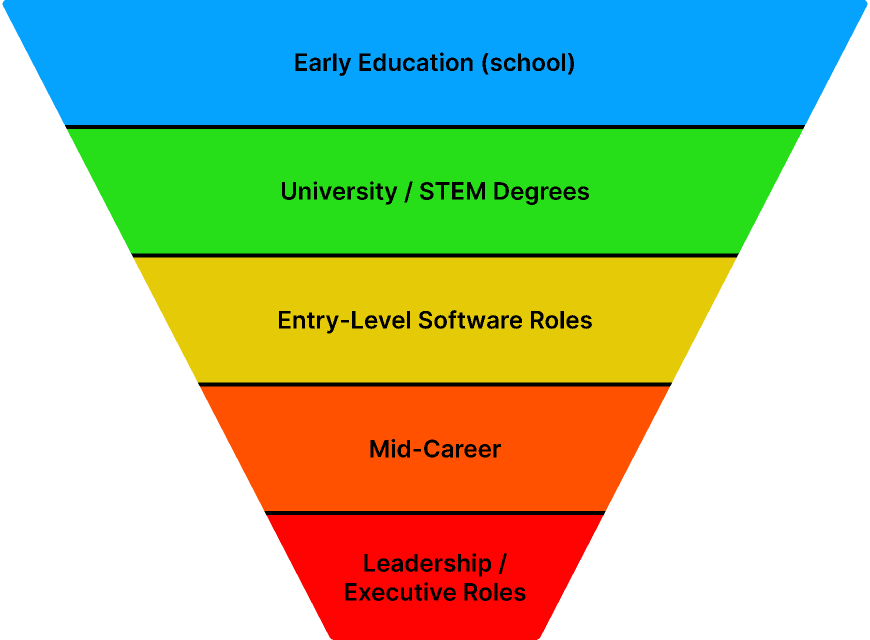 Early Education (school)
University / STEM Degrees
Entry-Level Software Roles
Mid-Career
Leadership /
Executive Roles